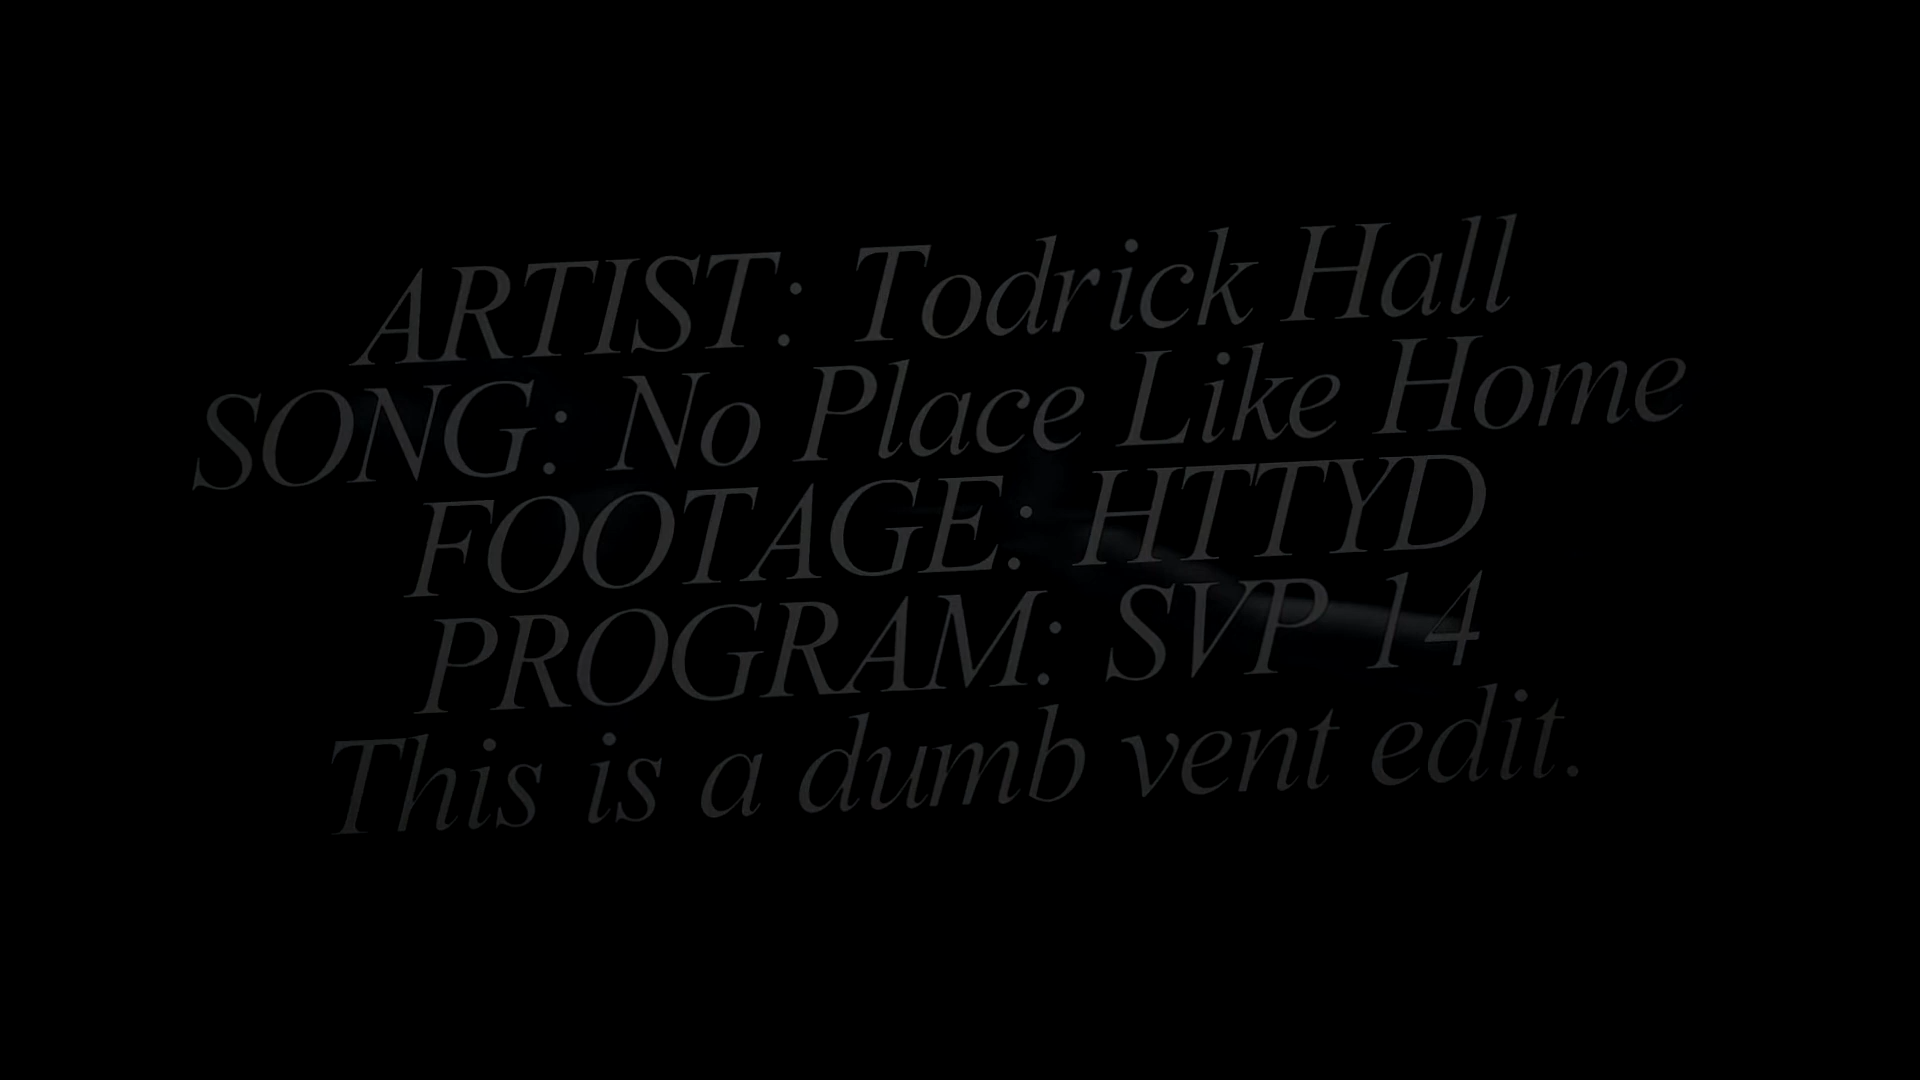 ARTIST: Todrick Hall
SONG: No Place Like Home
FOOTAGE: HTTYD
PROGRAM: SVP 14
This is a dumb vent edit.